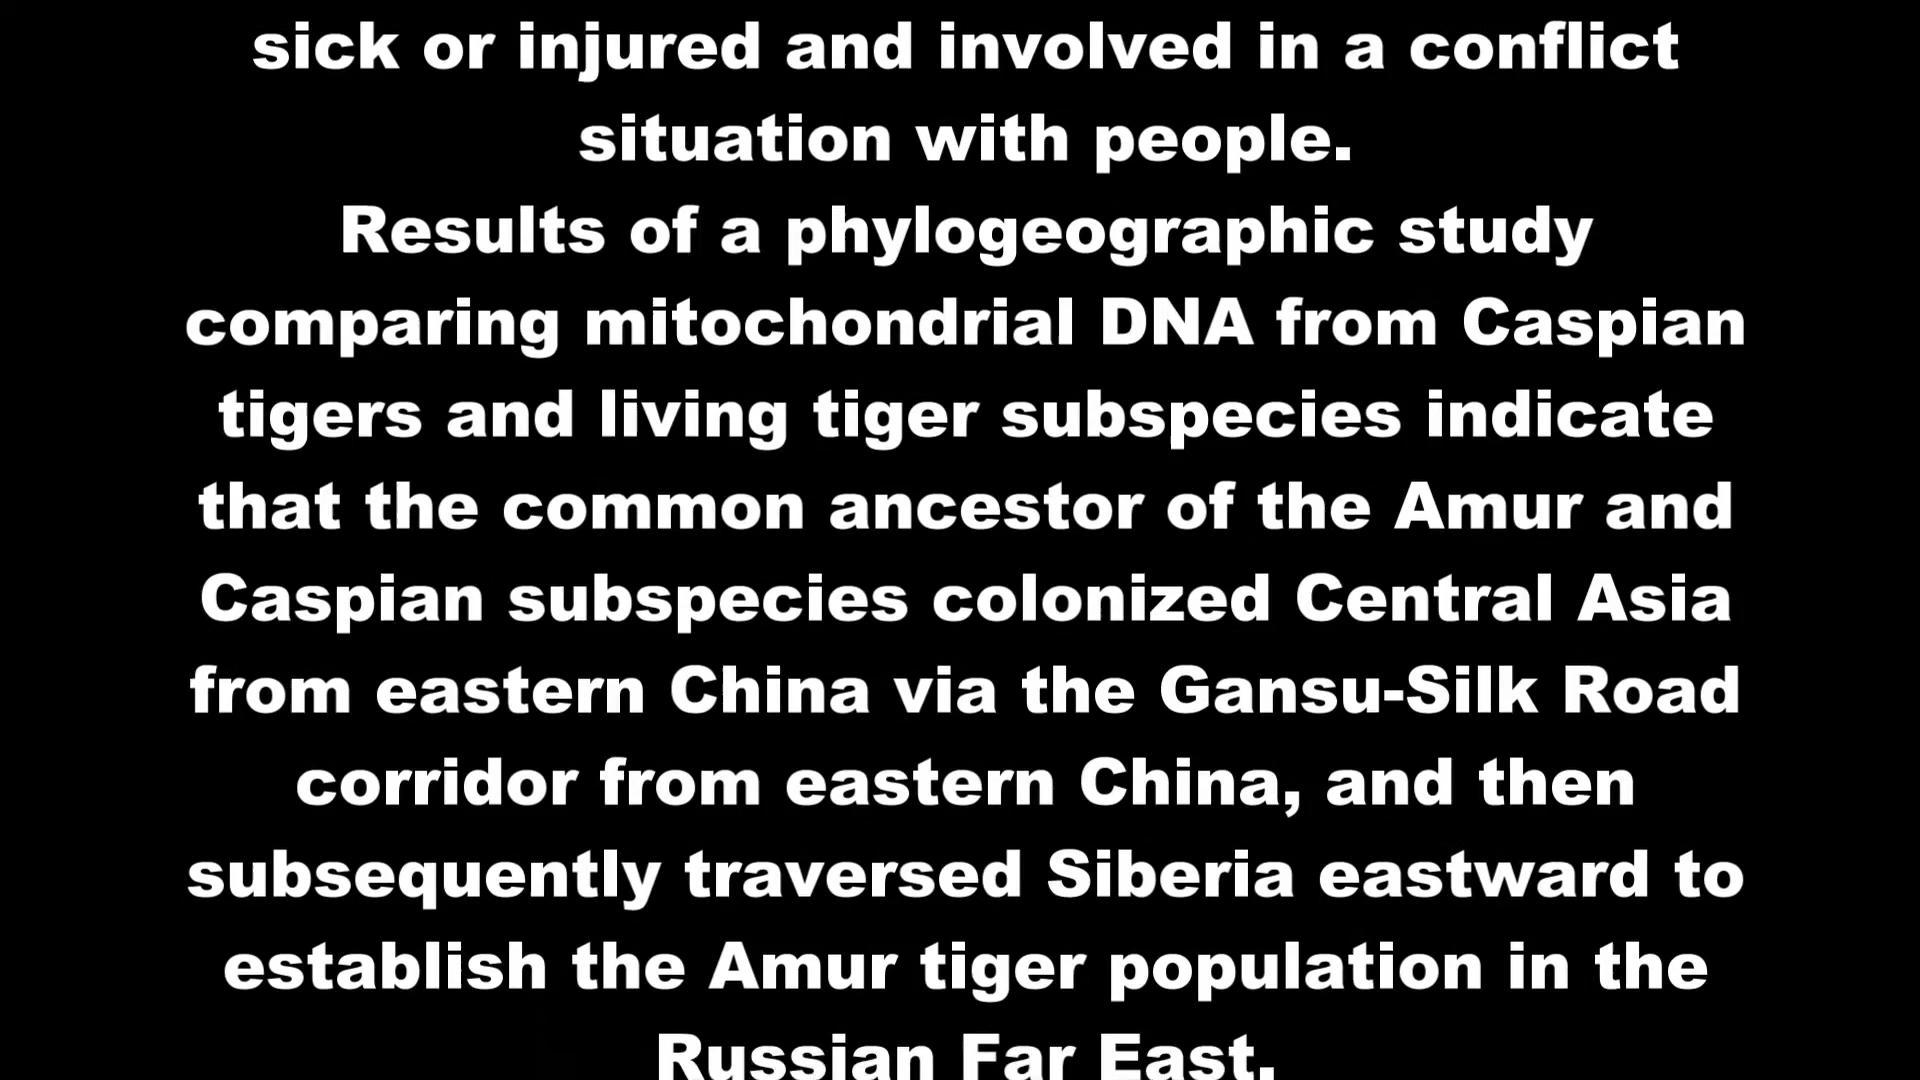 sick or injured and involved in a conflict
situation with people.
Results of a phylogeographic study
comparing mitochondrial DNA from Caspian
tigers and living tiger subspecies indicate
that the common ancestor of the Amur and
Caspian subspecies colonized Central Asia
from eastern China via the Gansu-Silk Road
corridor from eastern China, and then
subsequently traversed Siberia eastward to
establish the Amur tiger population in the
Russian Far East.